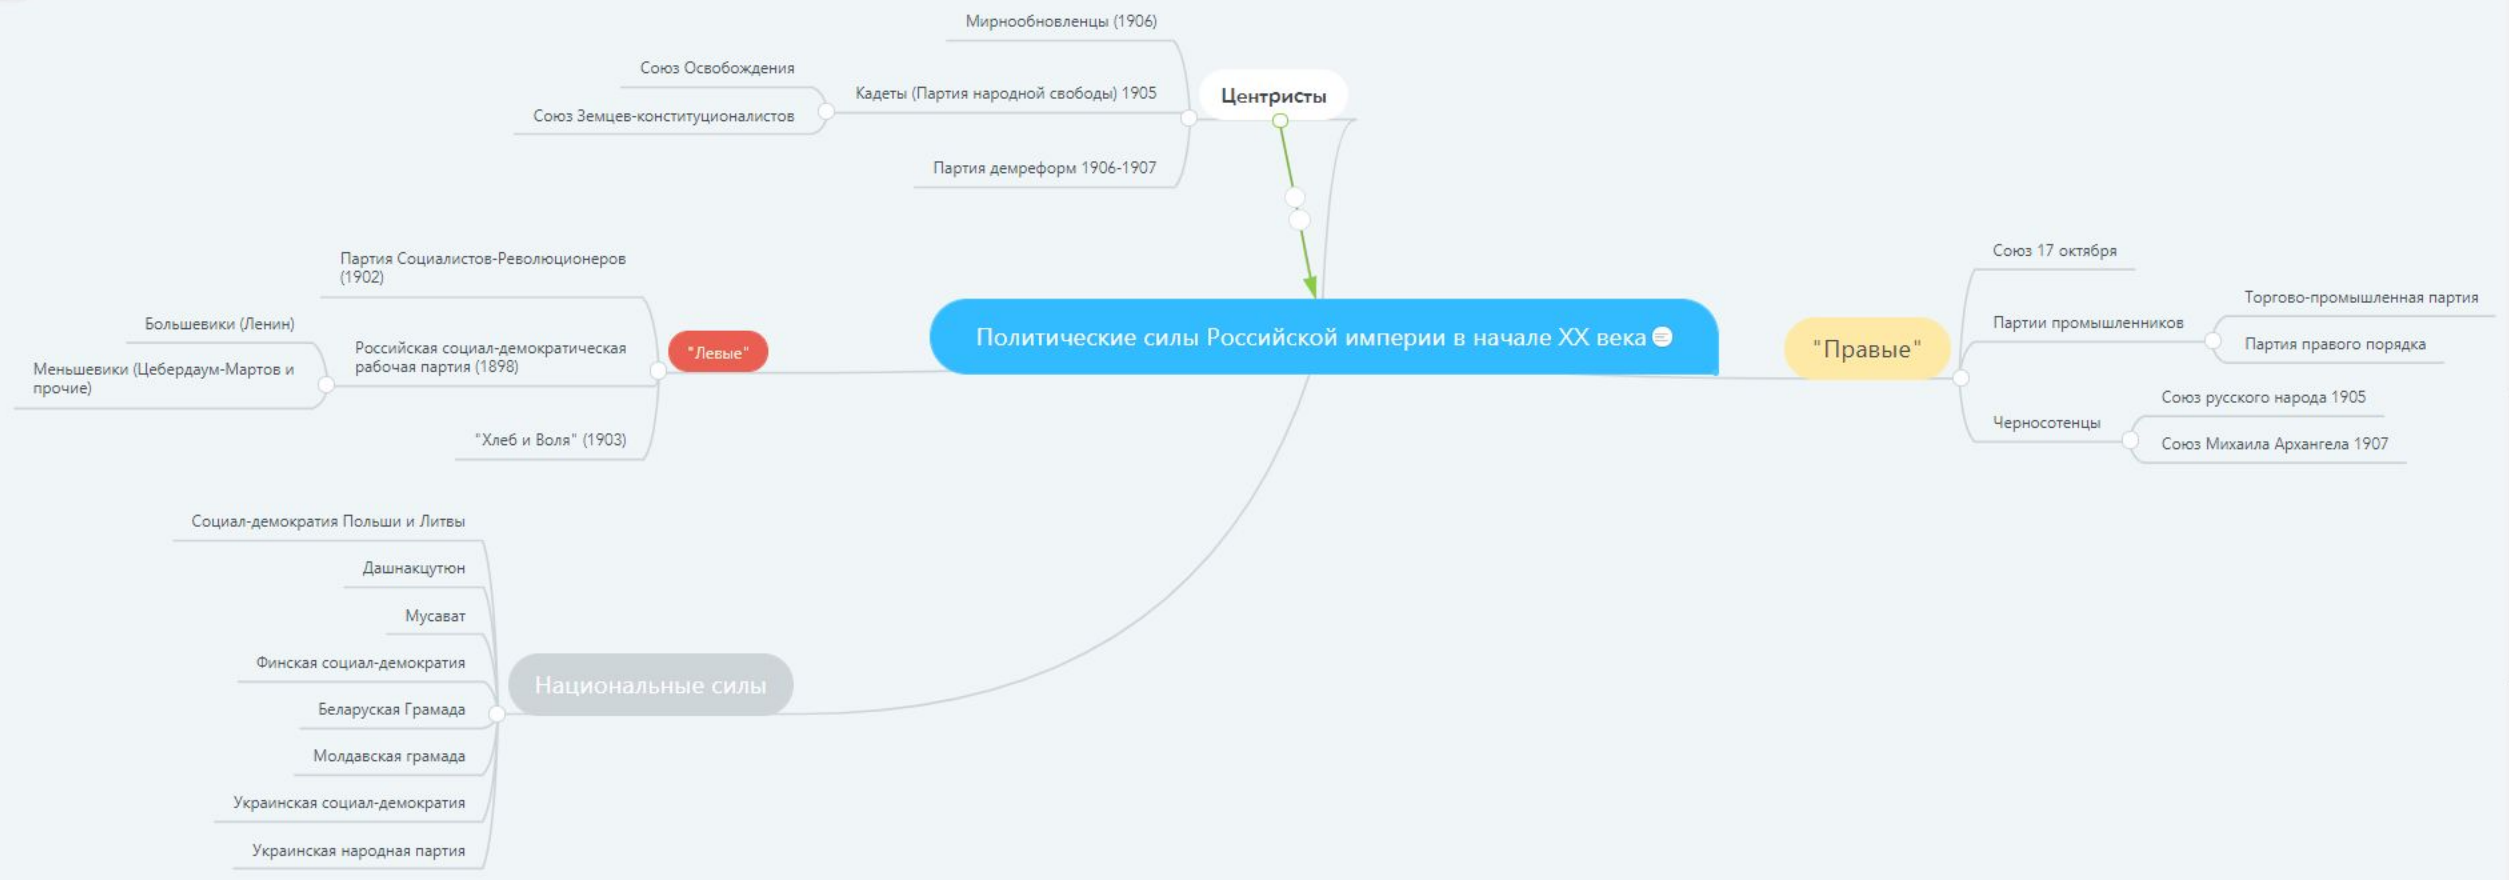 Мирнообновленцы (1906)
Союз Освобождения
Кадеты (Партия народной свободы) 1905
Союз Земцев-конституционалистов
Центристы
Партия демреформ 1906-1907
Партия Социалистов-Революционеров
(1902)
Большевики (Ленин)
Российская социал-демократическая
рабочая партия (1898)
Меньшевики (Цебердаум-Мартов и
прочие)
"Левые"
"Хлеб и Воля" (1903)
Политические силы Российской империи в начале XX века
"Правые"
Союз 17 октября
Партии промышленников
Торгово-промышленная партия
Партия правого порядка
Черносотенцы
Союз русского народа 1905
Союз Михаила Архангела 1907
Социал-демократия Польши и Литвы
Дашнакцутюн
Мусават
Финская социал-демократия
Национальные силы
Беларуская Грамада
Молдавская грамада
Украинская социал-демократия
Украинская народная партия